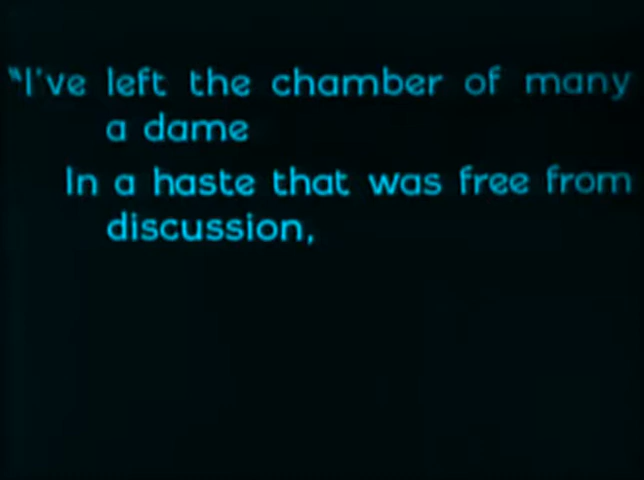 "I've left the chamber of many
a dame
In a haste that was free from
discussion,